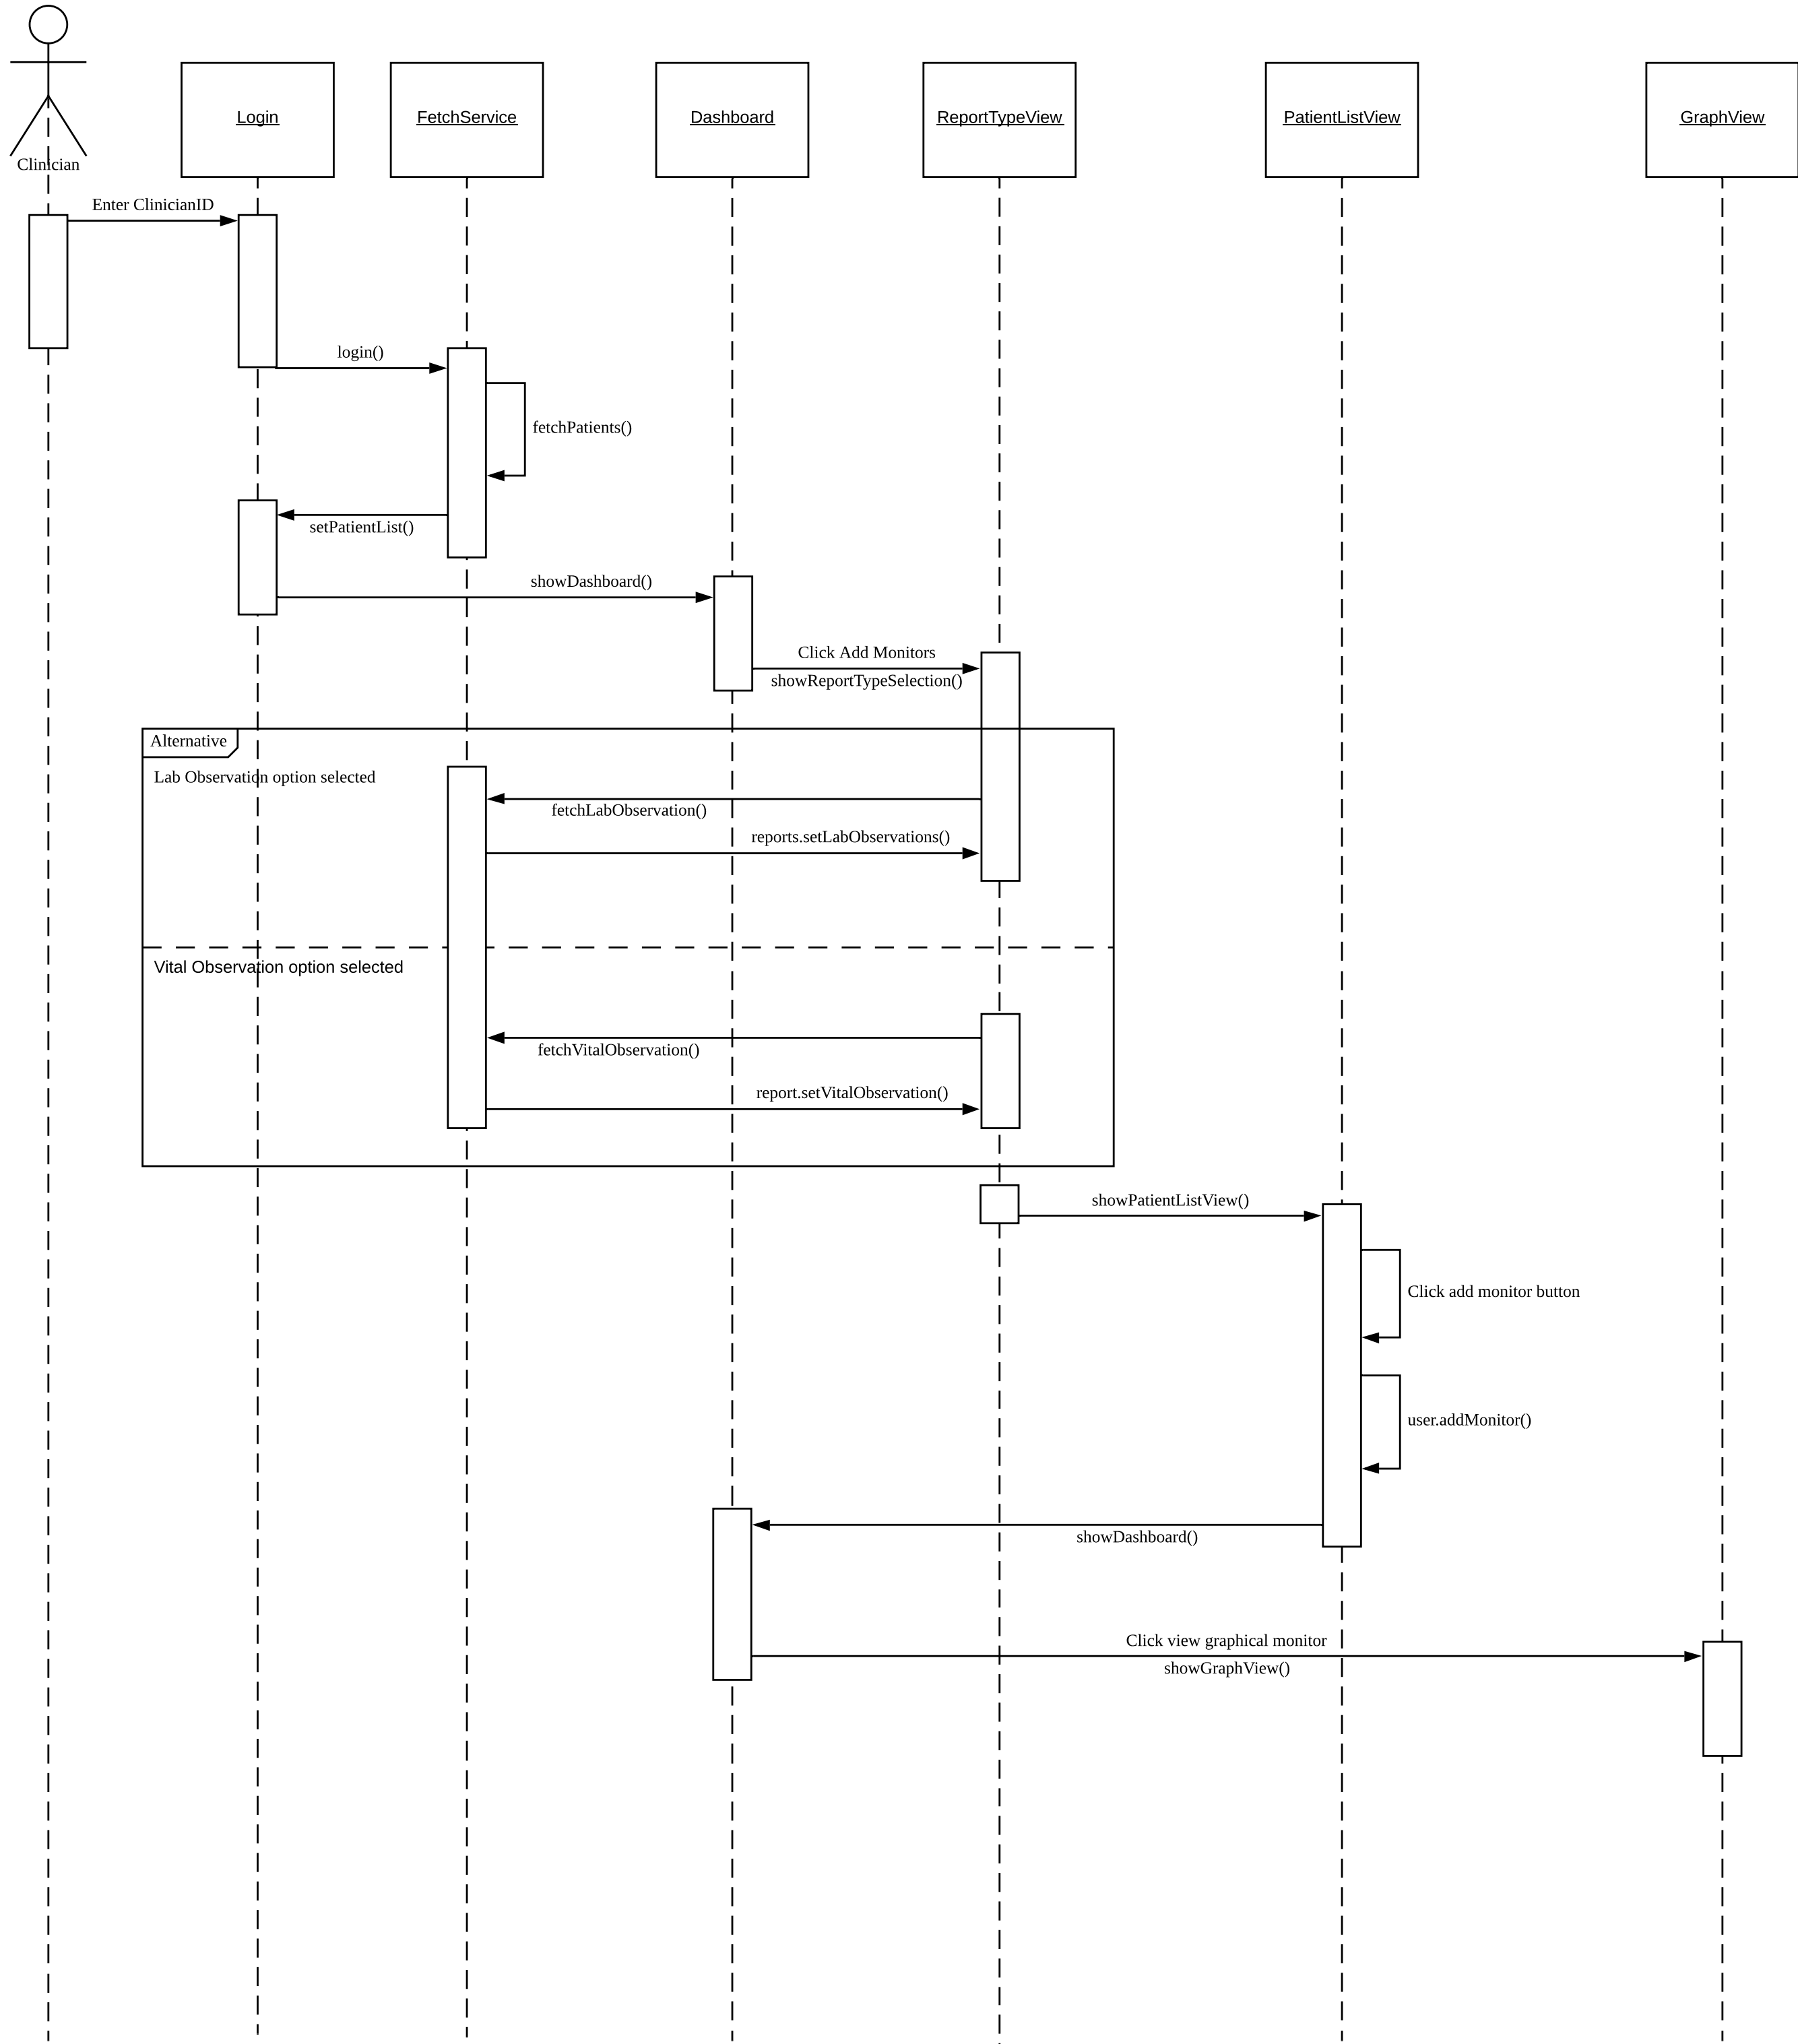 Clinician
Login
FetchService
Dashboard
ReportTypeView
PatientListView
GraphView
Enter ClinicianID
login()
fetchPatients()
setPatientList()
showDashboard()
Click Add Monitors
showReportTypeSelection()
Alternative
Lab Observation option selected
fetchLabObservation()
reports.setLabObservations()
Vital Observation option selected
fetchVitalObservation()
report.setVitalObservation()
showPatientListView()
Click add monitor button
user.addMonitor()
showDashboard()
Click view graphical monitor
showGraphView()